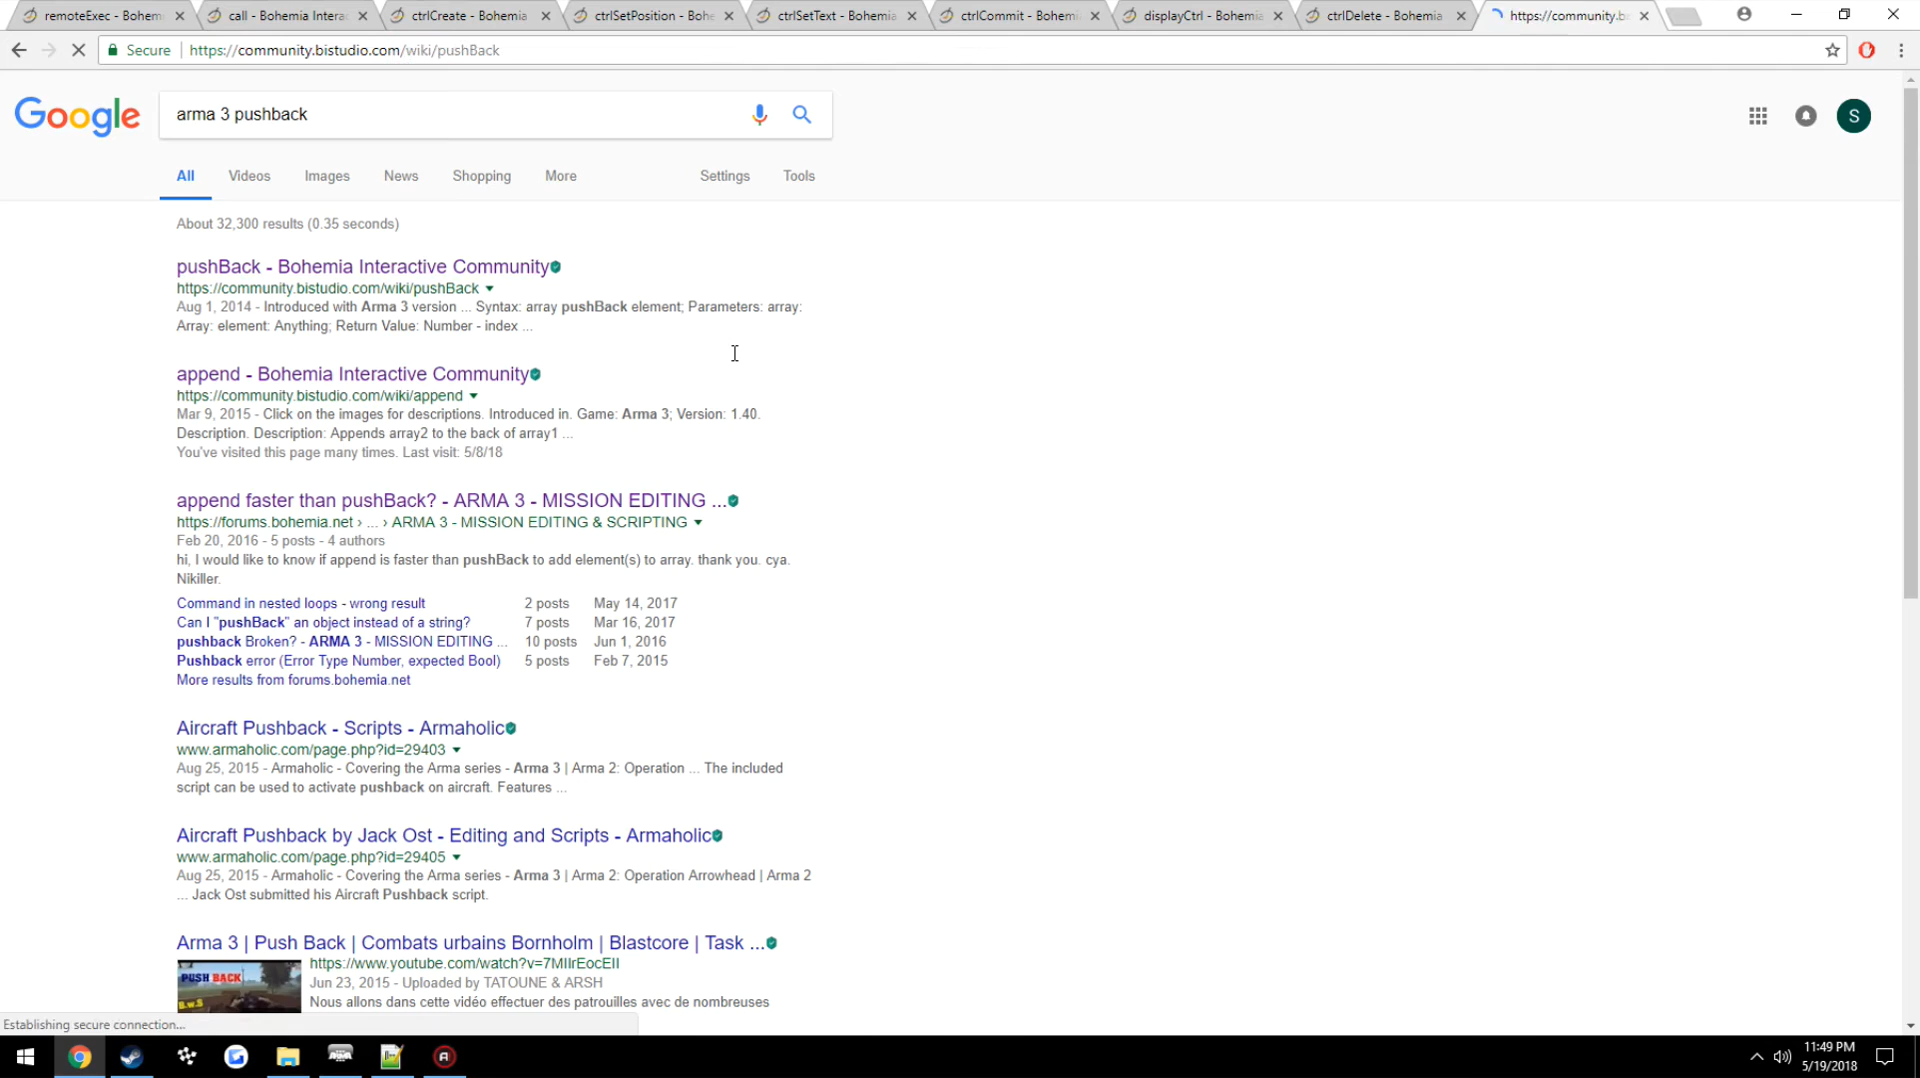 remoteExec - Bohemi
call - Bohemia Interac
ctrlCreate - Bohemia
ctrlSetPosition - Bohe
ctrlSetText - Bohemia
ctrlCommit - Bohemi
displayCtrl - Bohemia
ctrlDelete - Bohemia
https://community.bi
Secure | https://community.bistudio.com/wiki/pushBack
Google
arma 3 pushback
S
All Videos Images News Shopping More Settings Tools
About 32,300 results (0.35 seconds)
pushBack - Bohemia Interactive Community
https://community.bistudio.com/wiki/pushBack
Aug 1, 2014 - Introduced with Arma 3 version ... Syntax: array pushBack element; Parameters: array:
Array: element: Anything; Return Value: Number - index ...
append - Bohemia Interactive Community
https://community.bistudio.com/wiki/append
Mar 9, 2015 - Click on the images for descriptions. Introduced in. Game: Arma 3; Version: 1.40.
Description. Description: Appends array2 to the back of array1 ...
You've visited this page many times. Last visit: 5/8/18
append faster than pushBack? - ARMA 3 - MISSION EDITING ...
https://forums.bohemia.net › ... › ARMA 3 - MISSION EDITING & SCRIPTING
Feb 20, 2016 - 5 posts - 4 authors
hi, I would like to know if append is faster than pushBack to add element(s) to array. thank you. cya.
Nikiller.
Command in nested loops - wrong result 2 posts May 14, 2017
Can I "pushBack" an object instead of a string? 7 posts Mar 16, 2017
pushback Broken? - ARMA 3 - MISSION EDITING ... 10 posts Jun 1, 2016
Pushback error (Error Type Number, expected Bool) 5 posts Feb 7, 2015
More results from forums.bohemia.net
Aircraft Pushback - Scripts - Armaholic
www.armaholic.com/page.php?id=29403
Aug 25, 2015 - Armaholic - Covering the Arma series - Arma 3 | Arma 2: Operation ... The included
script can be used to activate pushback on aircraft. Features ...
Aircraft Pushback by Jack Ost - Editing and Scripts - Armaholic
www.armaholic.com/page.php?id=29405
Aug 25, 2015 - Armaholic - Covering the Arma series - Arma 3 | Arma 2: Operation Arrowhead | Arma 2
... Jack Ost submitted his Aircraft Pushback script.
Arma 3 | Push Back | Combats urbains Bornholm | Blastcore | Task ...
https://www.youtube.com/watch?v=7MIIrEocEII
PUSH BACK
B.w.S
Jun 23, 2015 - Uploaded by TATOUNE & ARSH
Nous allons dans cette vidéo effectuer des patrouilles avec de nombreuses
Establishing secure connection...
11:49 PM
5/19/2018